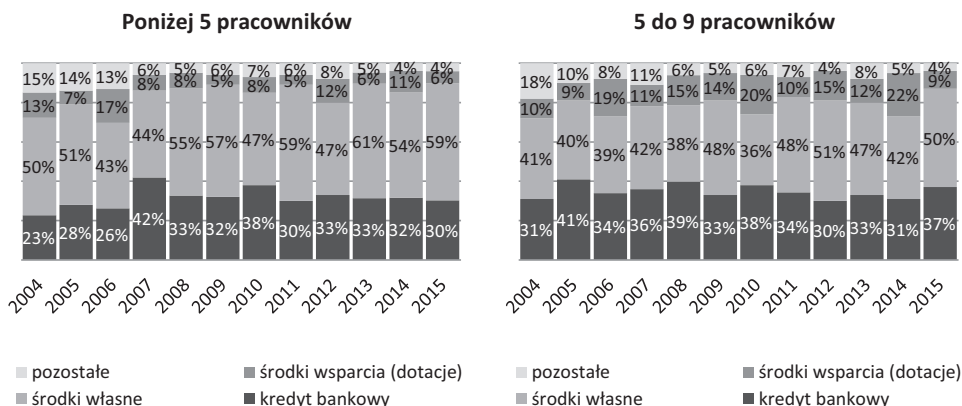 Poniżej 5 pracowników
15% 14% 13% 6% 5% 6% 7% 6% 8% 5% 4% 4%
13% 7% 17% 8% 8% 5% 8% 5% 12% 6% 11% 6%
50% 51% 43% 44% 55% 57% 47% 59% 47% 61% 54% 59%
23% 28% 26% 42% 33% 32% 38% 30% 33% 33% 32% 30%
2004 2005 2006 2007 2008 2009 2010 2011 2012 2013 2014 2015
pozostałe środki wsparcia (dotacje)
środki własne kredyt bankowy
5 do 9 pracowników
18% 10% 8% 11% 6% 5% 6% 7% 4% 8% 5% 4%
10% 9% 19% 11% 15% 14% 20% 10% 15% 12% 22% 9%
41% 40% 39% 42% 38% 48% 36% 48% 51% 47% 42% 50%
31% 41% 34% 36% 39% 33% 38% 34% 30% 33% 31% 37%
2004 2005 2006 2007 2008 2009 2010 2011 2012 2013 2014 2015
pozostałe środki wsparcia (dotacje)
środki własne kredyt bankowy